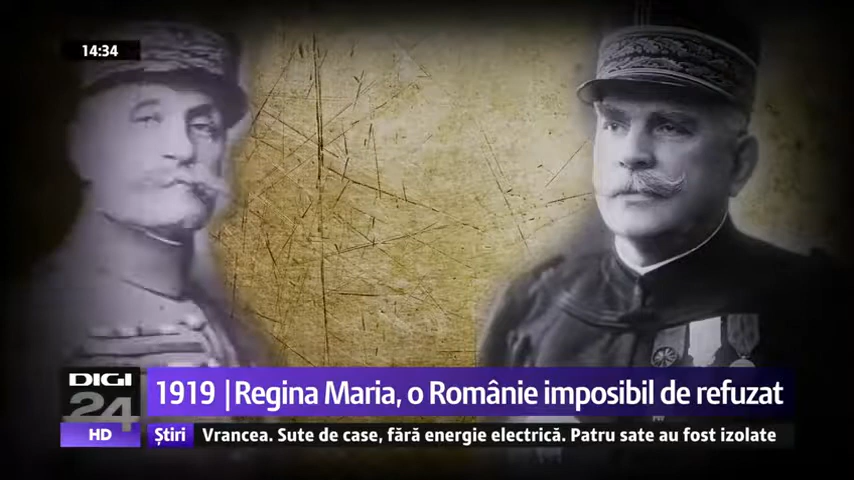 14:34
DIGI
24
HD
1919 | Regina Maria, o Românie imposibil de refuzat
Știri
Vrancea. Sute de case, fără energie electrică. Patru sate au fost izolate